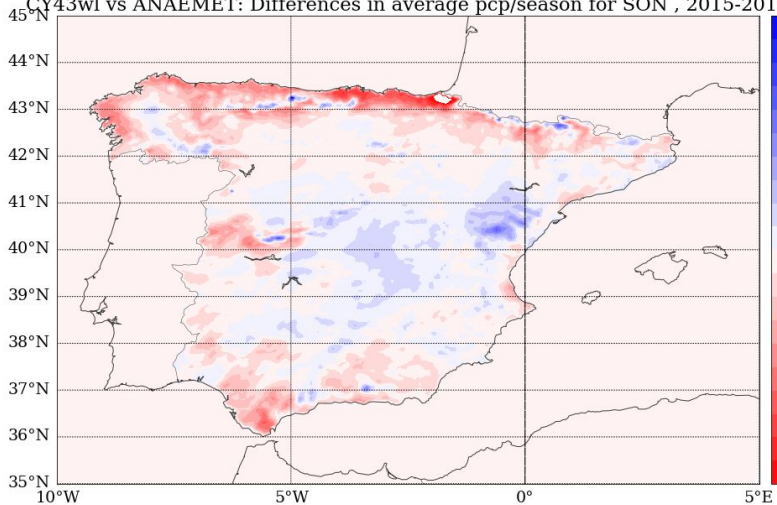 CY43wl vs ANAEMET: Differences in average pcp/season for SON , 2015-201
45°N
44°N
43°N
42°N
41°N
40°N
39°N
38°N
37°N
36°N
35°N
10°W 5°W 0° 5°E